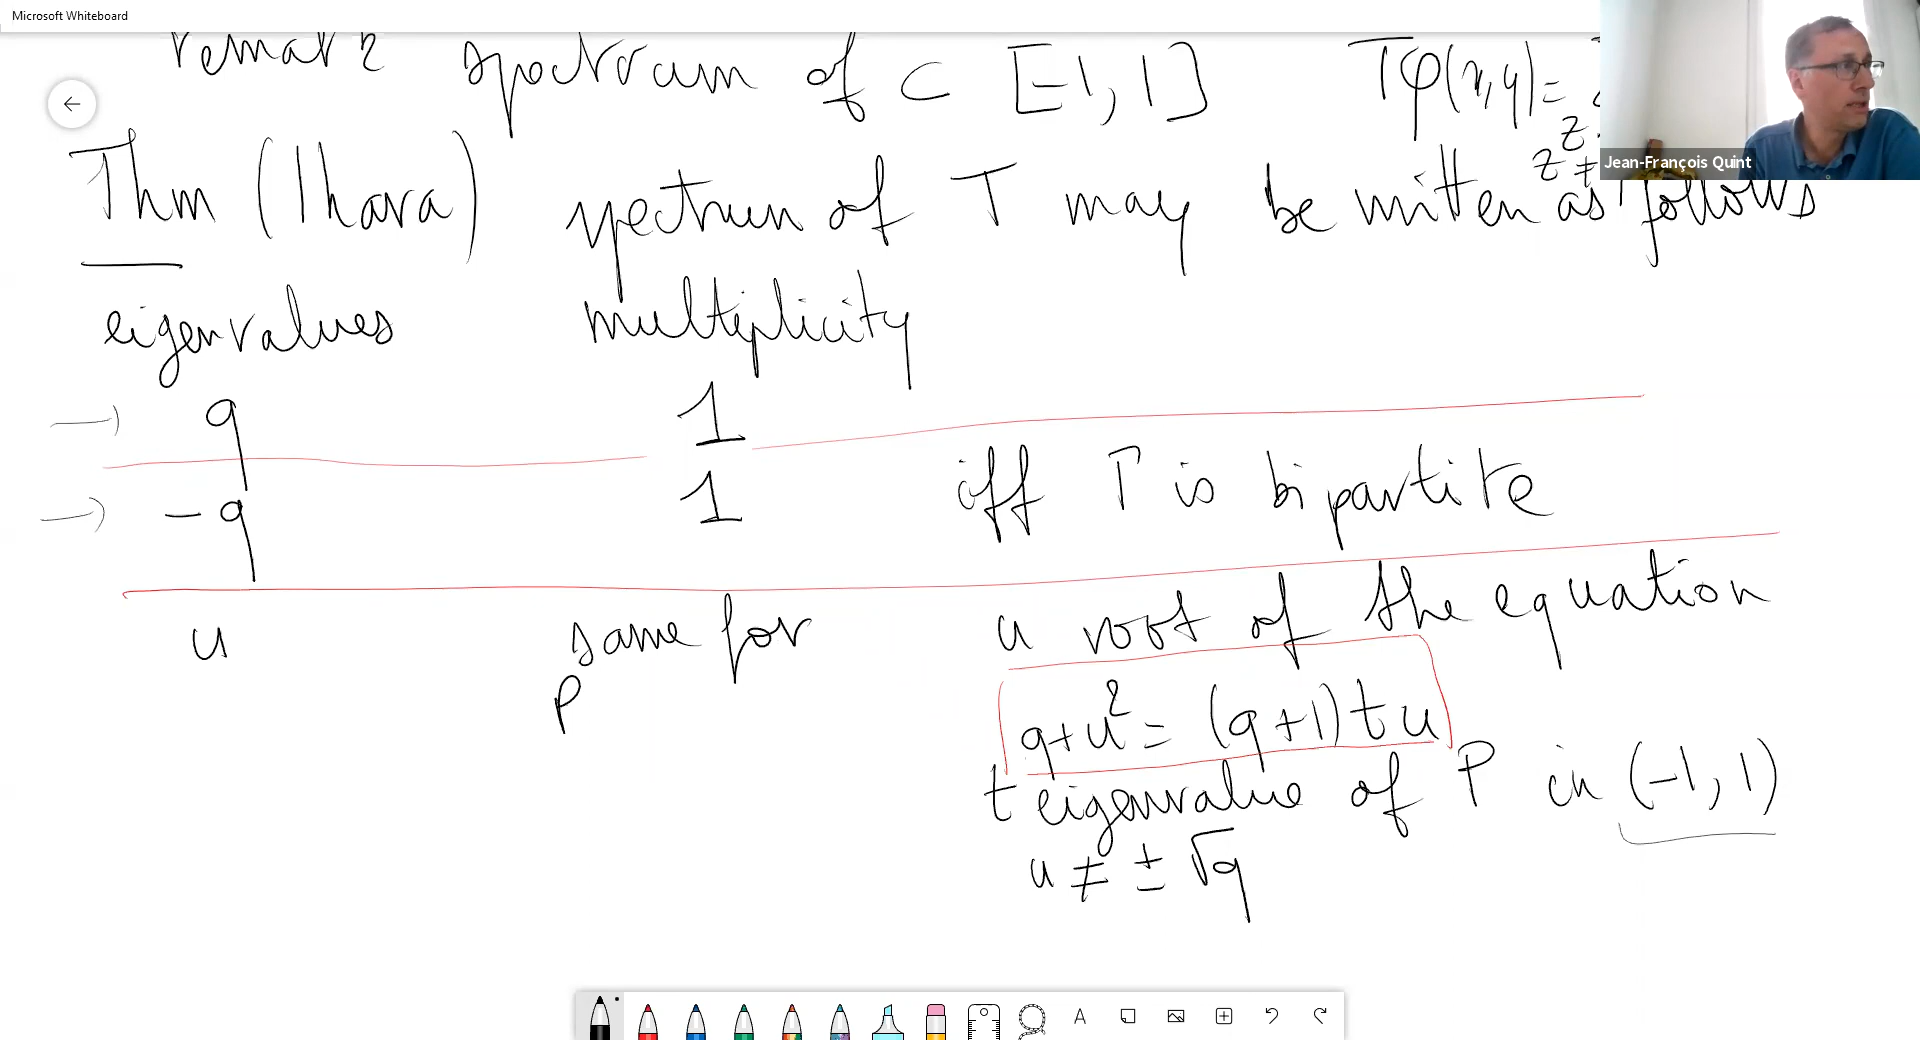 Microsoft Whiteboard
remark spectrum of ⊂ [-1, 1] Tφ(x,y)=
z
z ≠
Jean-François Quint
Thm (Ihara) spectrum of T may be written as follows
eigenvalues multiplicity
→ q 1
→ -q 1 iff Γ is bipartite
u same for u root of the equation
P
q+u² = (q+1) t u
t eigenvalue of P in (-1, 1)
u ≠ ± √q
A